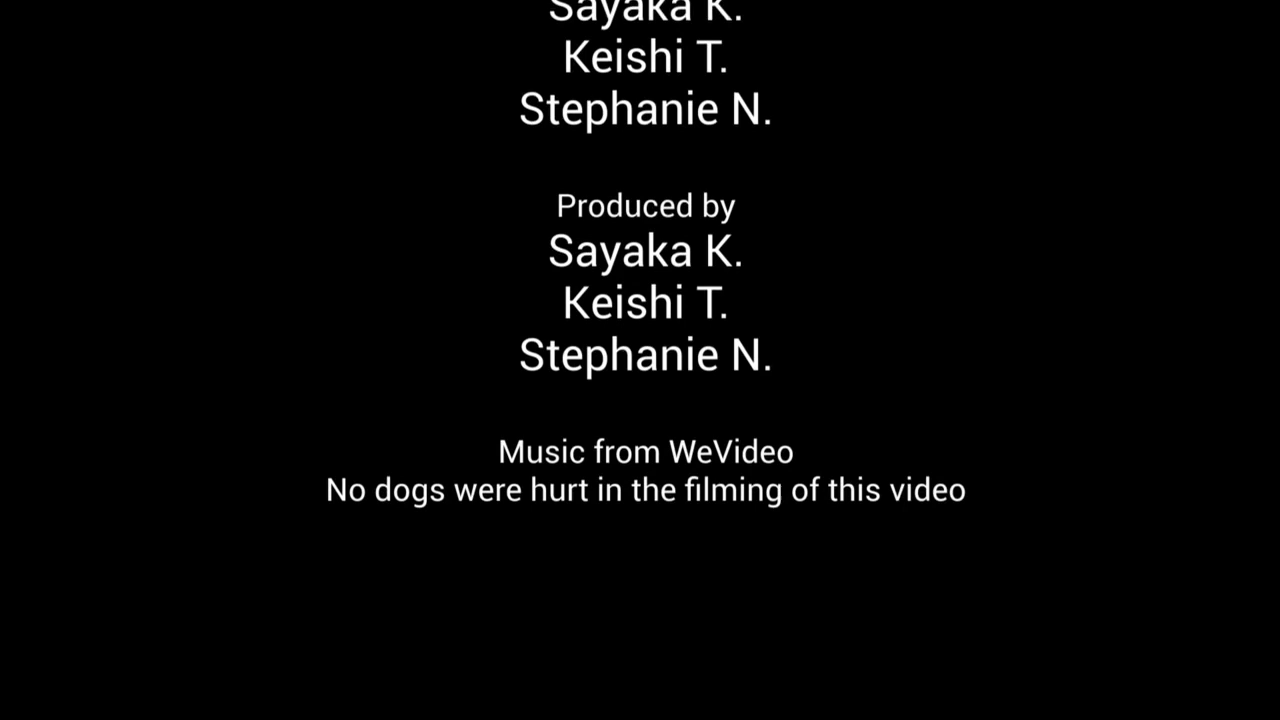 Sayaka K.
Keishi T.
Stephanie N.
Produced by
Sayaka K.
Keishi T.
Stephanie N.
Music from WeVideo
No dogs were hurt in the filming of this video